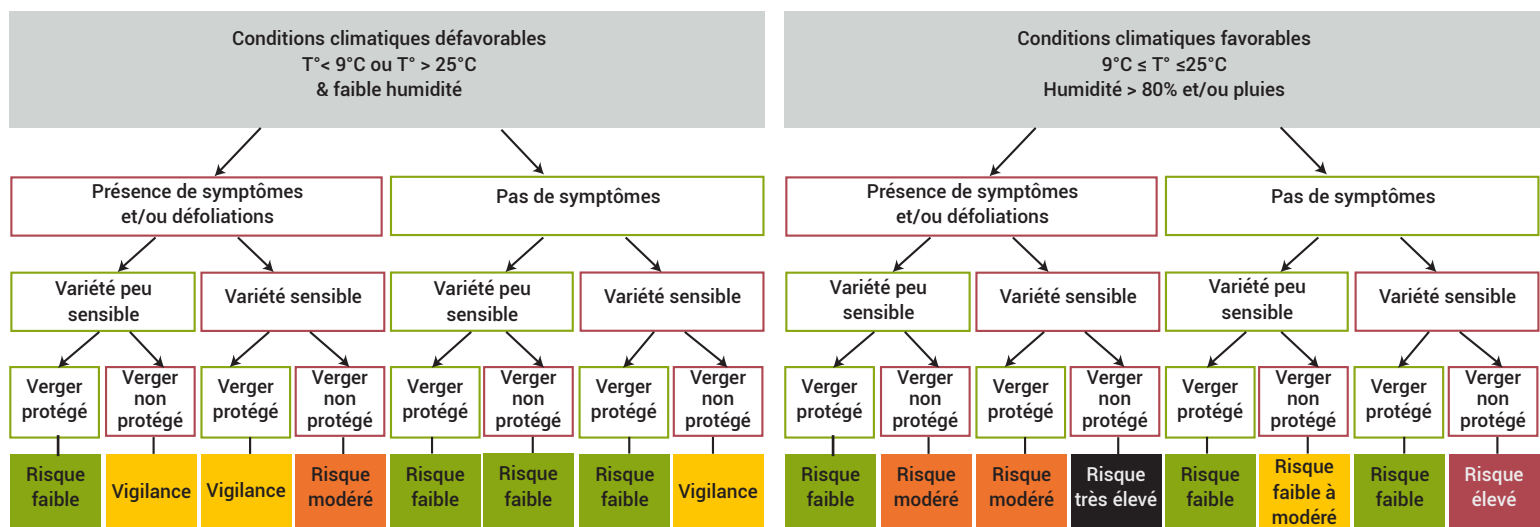 Conditions climatiques défavorables
T°< 9°C ou T° > 25°C
& faible humidité
Conditions climatiques favorables
9°C ≤ T° ≤25°C
Humidité > 80% et/ou pluies
Présence de symptômes
et/ou défoliations
Pas de symptômes
Présence de symptômes
et/ou défoliations
Pas de symptômes
Variété peu
sensible
Variété sensible
Variété peu
sensible
Variété sensible
Variété peu
sensible
Variété sensible
Variété peu
sensible
Variété sensible
Verger
protégé
Verger
non
protégé
Verger
protégé
Verger
non
protégé
Verger
protégé
Verger
non
protégé
Verger
protégé
Verger
non
protégé
Verger
protégé
Verger
non
protégé
Verger
protégé
Verger
non
protégé
Verger
protégé
Verger
non
protégé
Verger
protégé
Verger
non
protégé
Risque
faible
Vigilance
Vigilance
Risque
modéré
Risque
faible
Risque
faible
Risque
faible
Vigilance
Risque
faible
Risque
modéré
Risque
modéré
Risque
très élevé
Risque
faible
Risque
faible à
modéré
Risque
faible
Risque
élevé